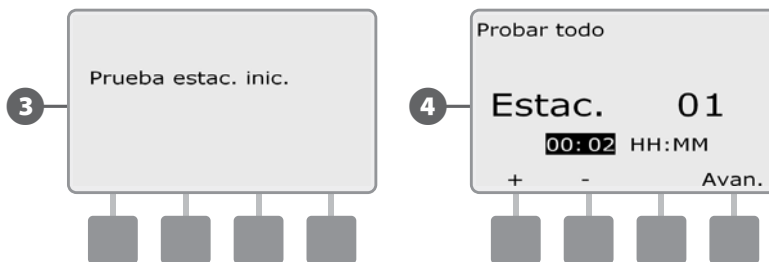 3
Prueba estac. inic.
4
Probar todo
Estac. 01
00:02 HH:MM
+ - Avan.